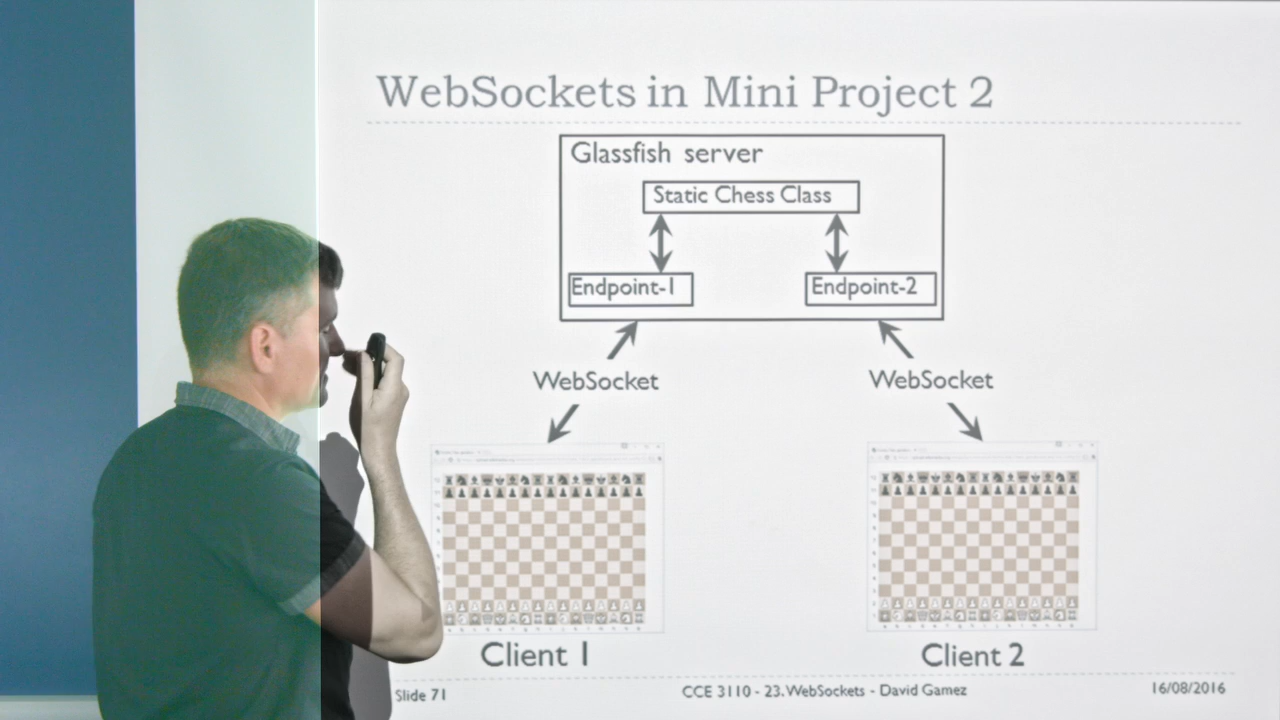 WebSockets in Mini Project 2
Glassfish server
Static Chess Class
Endpoint-1
Endpoint-2
WebSocket
WebSocket
Client 1
Client 2
Slide 71
CCE 3110 - 23.WebSockets - David Gamez
16/08/2016